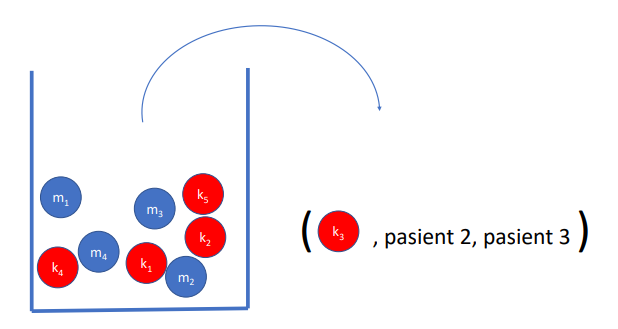 m₁
m₃
k₅
k₂
m₄
k₄
k₁
m₂
( k₃ , pasient 2, pasient 3 )